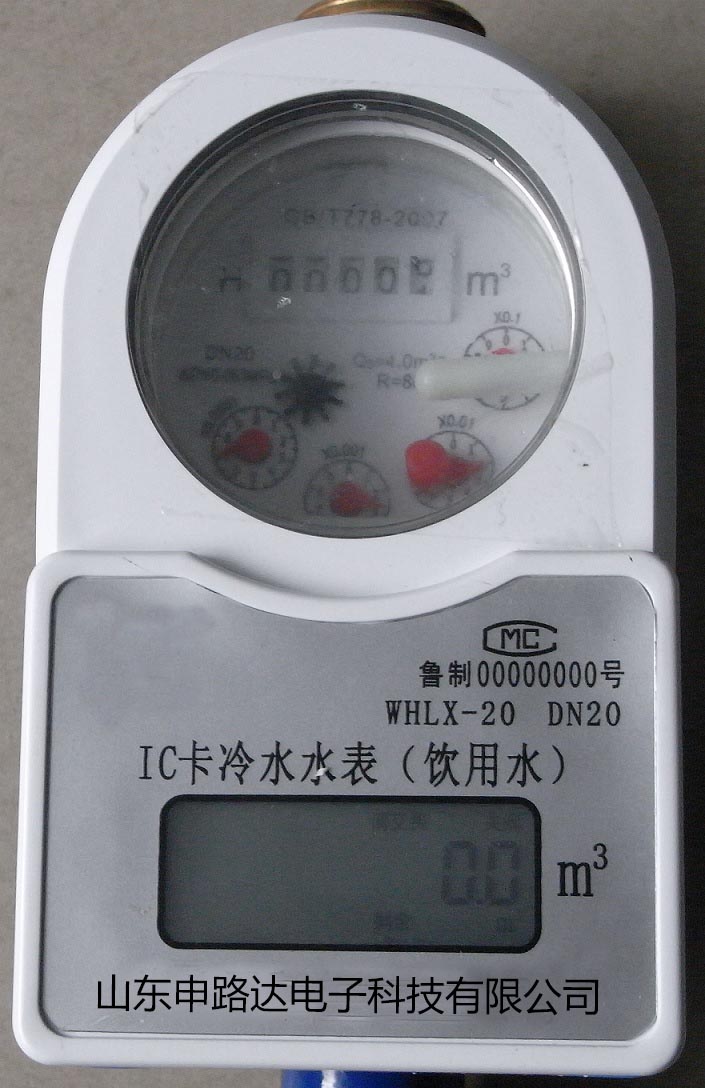 GB/T778-2007
m³
X0.1
DN20
X0.01
X0.001
MC
鲁制00000000号
WHLX-20 DN20
IC卡冷水水表（饮用水）
0.0
m³
山东申路达电子科技有限公司